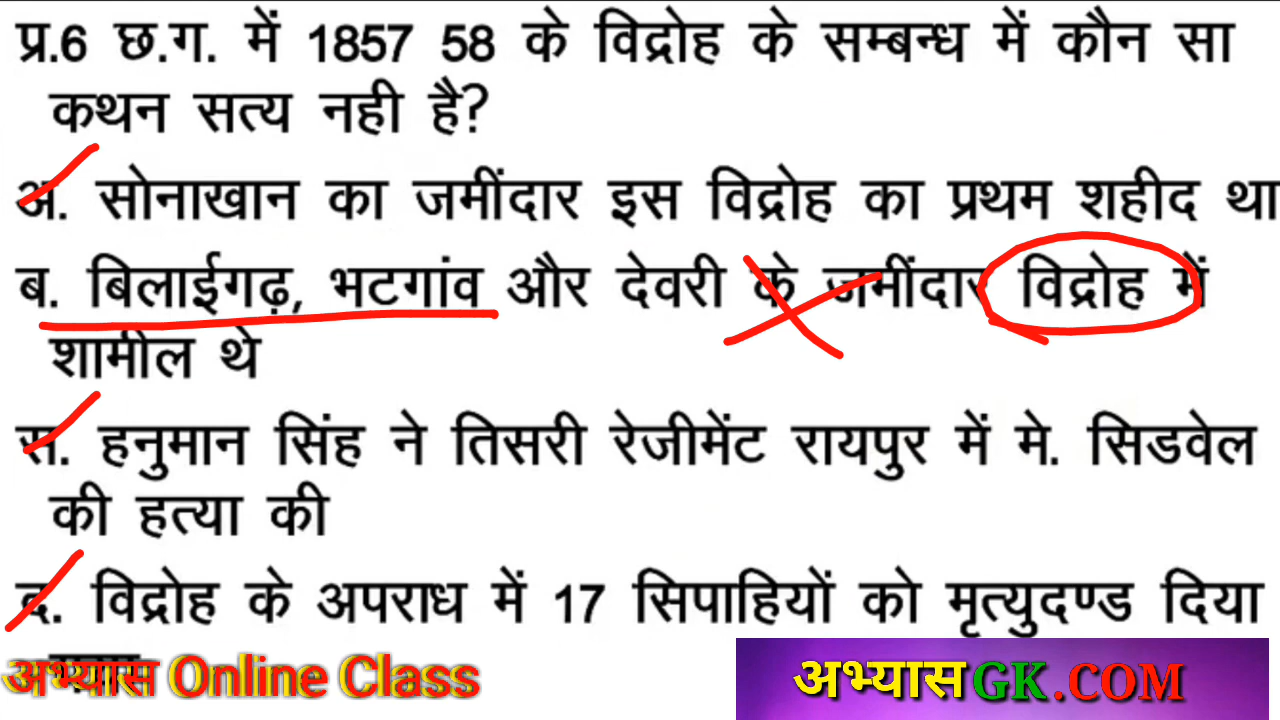 प्र.6 छ.ग. में 1857 58 के विद्रोह के सम्बन्ध में कौन सा
कथन सत्य नही है?
अ. सोनाखान का जमींदार इस विद्रोह का प्रथम शहीद था
ब. बिलाईगढ़, भटगांव और देवरी के जमींदार विद्रोह में
शामील थे
स. हनुमान सिंह ने तिसरी रेजीमेंट रायपुर में मे. सिडवेल
की हत्या की
द. विद्रोह के अपराध में 17 सिपाहियों को मृत्युदण्ड दिया
अभ्यास Online Class
अभ्यास GK.COM